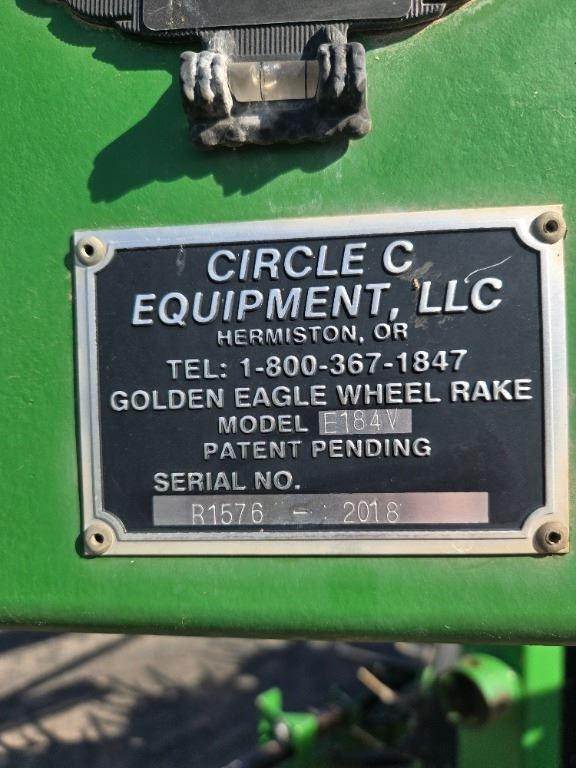 CIRCLE C
EQUIPMENT, LLC
HERMISTON, OR
TEL: 1-800-367-1847
GOLDEN EAGLE WHEEL RAKE
MODEL E184V
PATENT PENDING
SERIAL NO.
R1576 - 2018